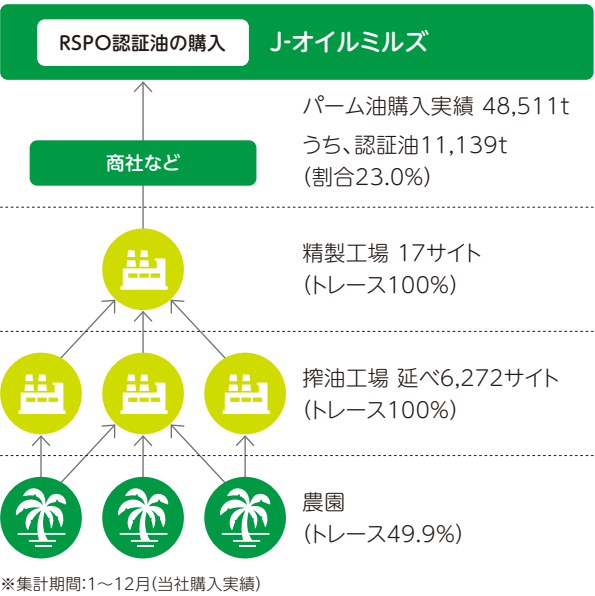 RSPO認証油の購入 J-オイルミルズ
パーム油購入実績 48,511t
うち、認証油11,139t
(割合23.0%)
商社など
精製工場 17サイト
(トレース100%)
搾油工場 延べ6,272サイト
(トレース100%)
農園
(トレース49.9%)
※集計期間:1〜12月(当社購入実績)